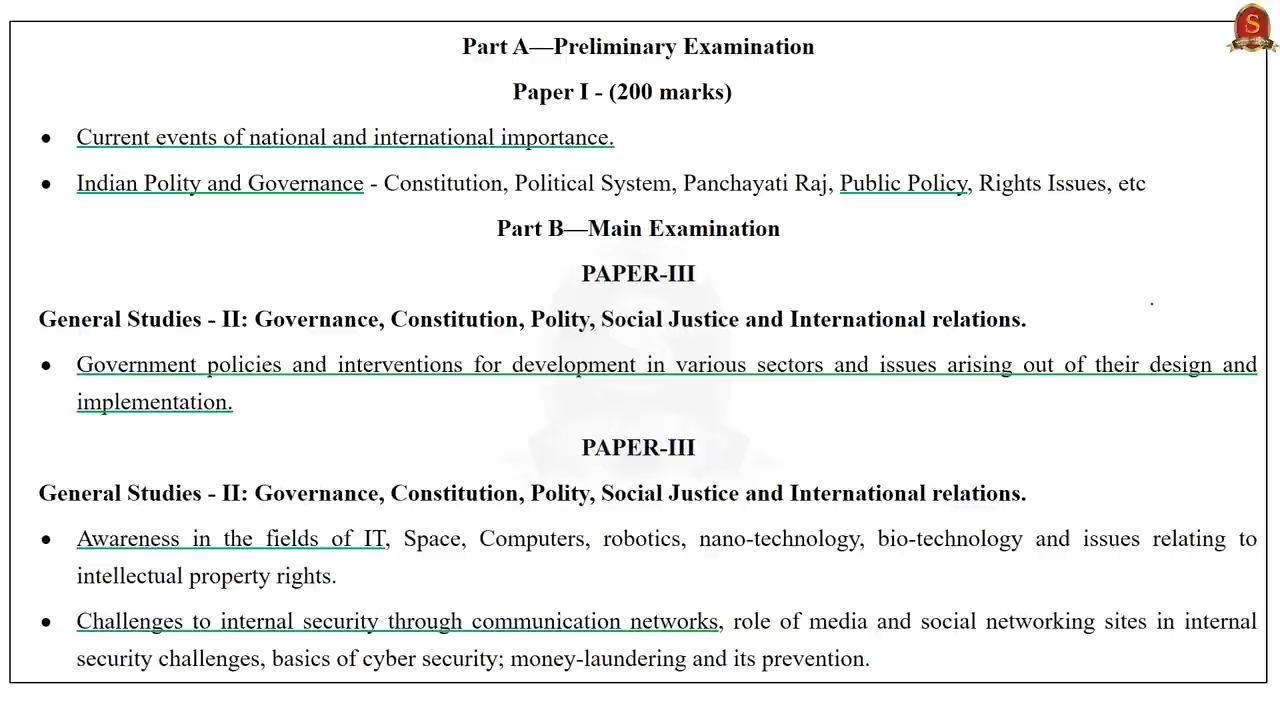 S
Part A—Preliminary Examination
Paper I - (200 marks)
● Current events of national and international importance.
● Indian Polity and Governance - Constitution, Political System, Panchayati Raj, Public Policy, Rights Issues, etc
Part B—Main Examination
PAPER-III
General Studies - II: Governance, Constitution, Polity, Social Justice and International relations.
● Government policies and interventions for development in various sectors and issues arising out of their design and
implementation.
PAPER-III
General Studies - II: Governance, Constitution, Polity, Social Justice and International relations.
● Awareness in the fields of IT, Space, Computers, robotics, nano-technology, bio-technology and issues relating to
intellectual property rights.
● Challenges to internal security through communication networks, role of media and social networking sites in internal
security challenges, basics of cyber security; money-laundering and its prevention.